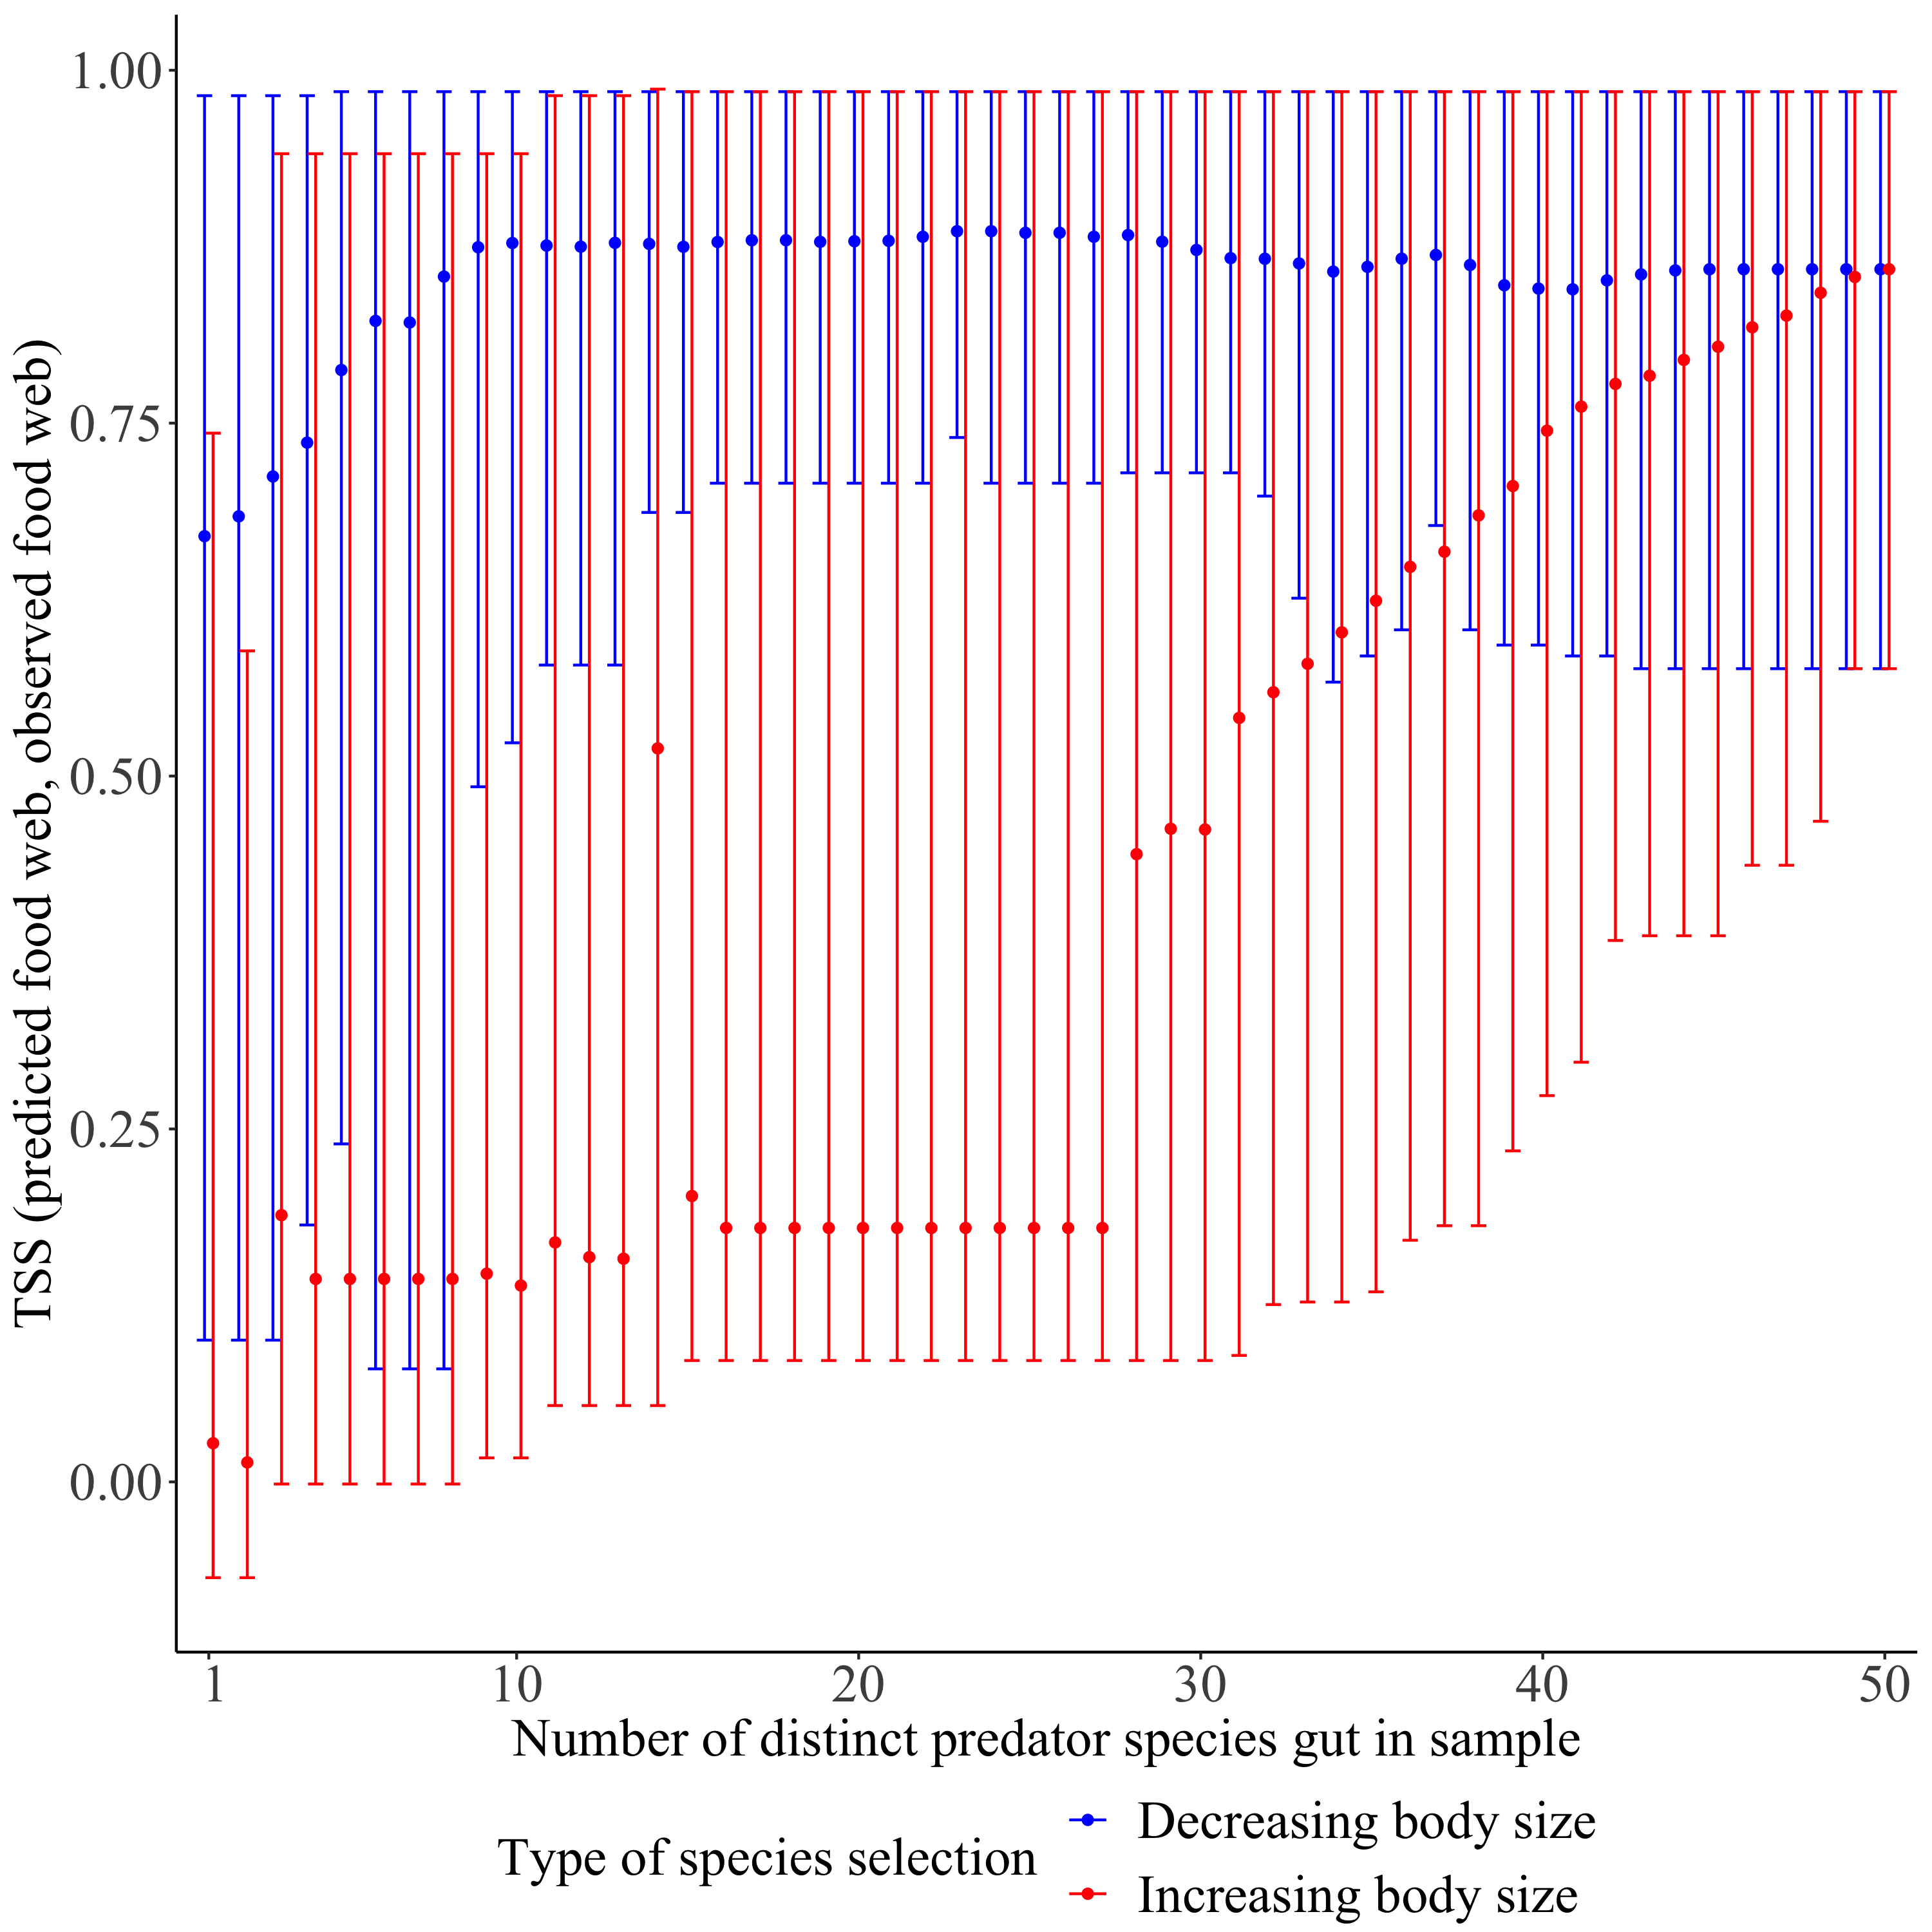 TSS (predicted food web, observed food web)
1.00
0.75
0.50
0.25
0.00
1 10 20 30 40 50
Number of distinct predator species gut in sample
Type of species selection
Decreasing body size
Increasing body size